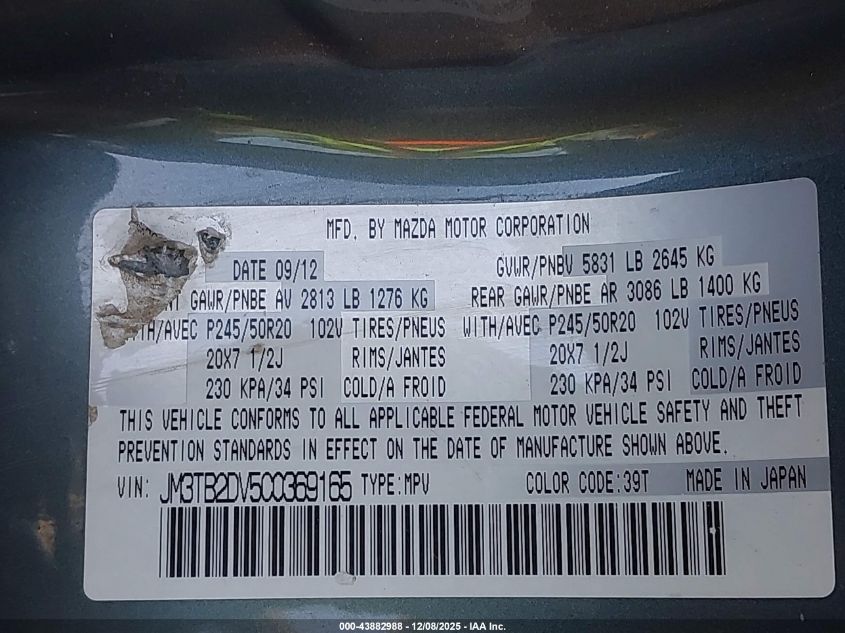 MFD. BY MAZDA MOTOR CORPORATION
DATE 09/12 GVWR/PNBV 5831 LB 2645 KG
GAWR/PNBE AV 2813 LB 1276 KG REAR GAWR/PNBE AR 3086 LB 1400 KG
WITH/AVEC P245/50R20 102V TIRES/PNEUS WITH/AVEC P245/50R20 102V TIRES/PNEUS
20X7 1/2J RIMS/JANTES 20X7 1/2J RIMS/JANTES
230 KPA/34 PSI COLD/A FROID 230 KPA/34 PSI COLD/A FROID
THIS VEHICLE CONFORMS TO ALL APPLICABLE FEDERAL MOTOR VEHICLE SAFETY AND THEFT
PREVENTION STANDARDS IN EFFECT ON THE DATE OF MANUFACTURE SHOWN ABOVE.
VIN: JM3TB2DV5C0369165 TYPE:MPV COLOR CODE:39T MADE IN JAPAN
000-43882988 - 12/08/2025 - IAA Inc.